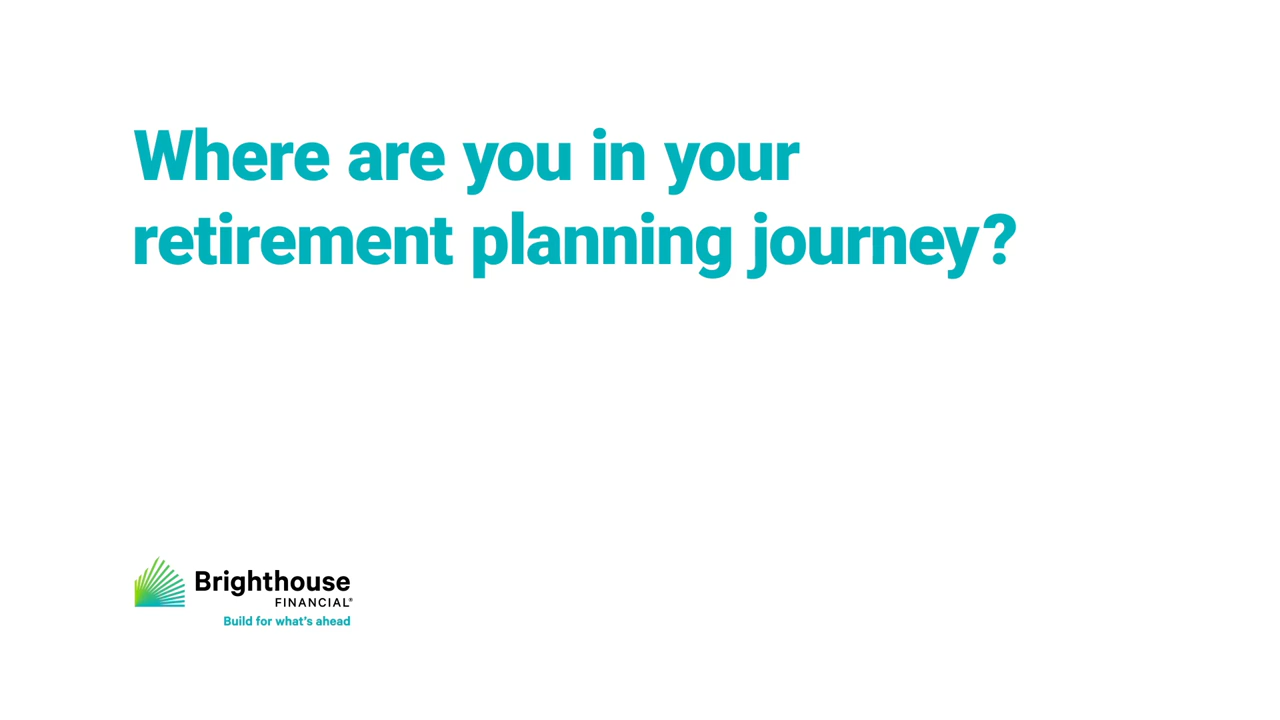 Where are you in your
retirement planning journey?
Brighthouse
FINANCIAL®
Build for what's ahead